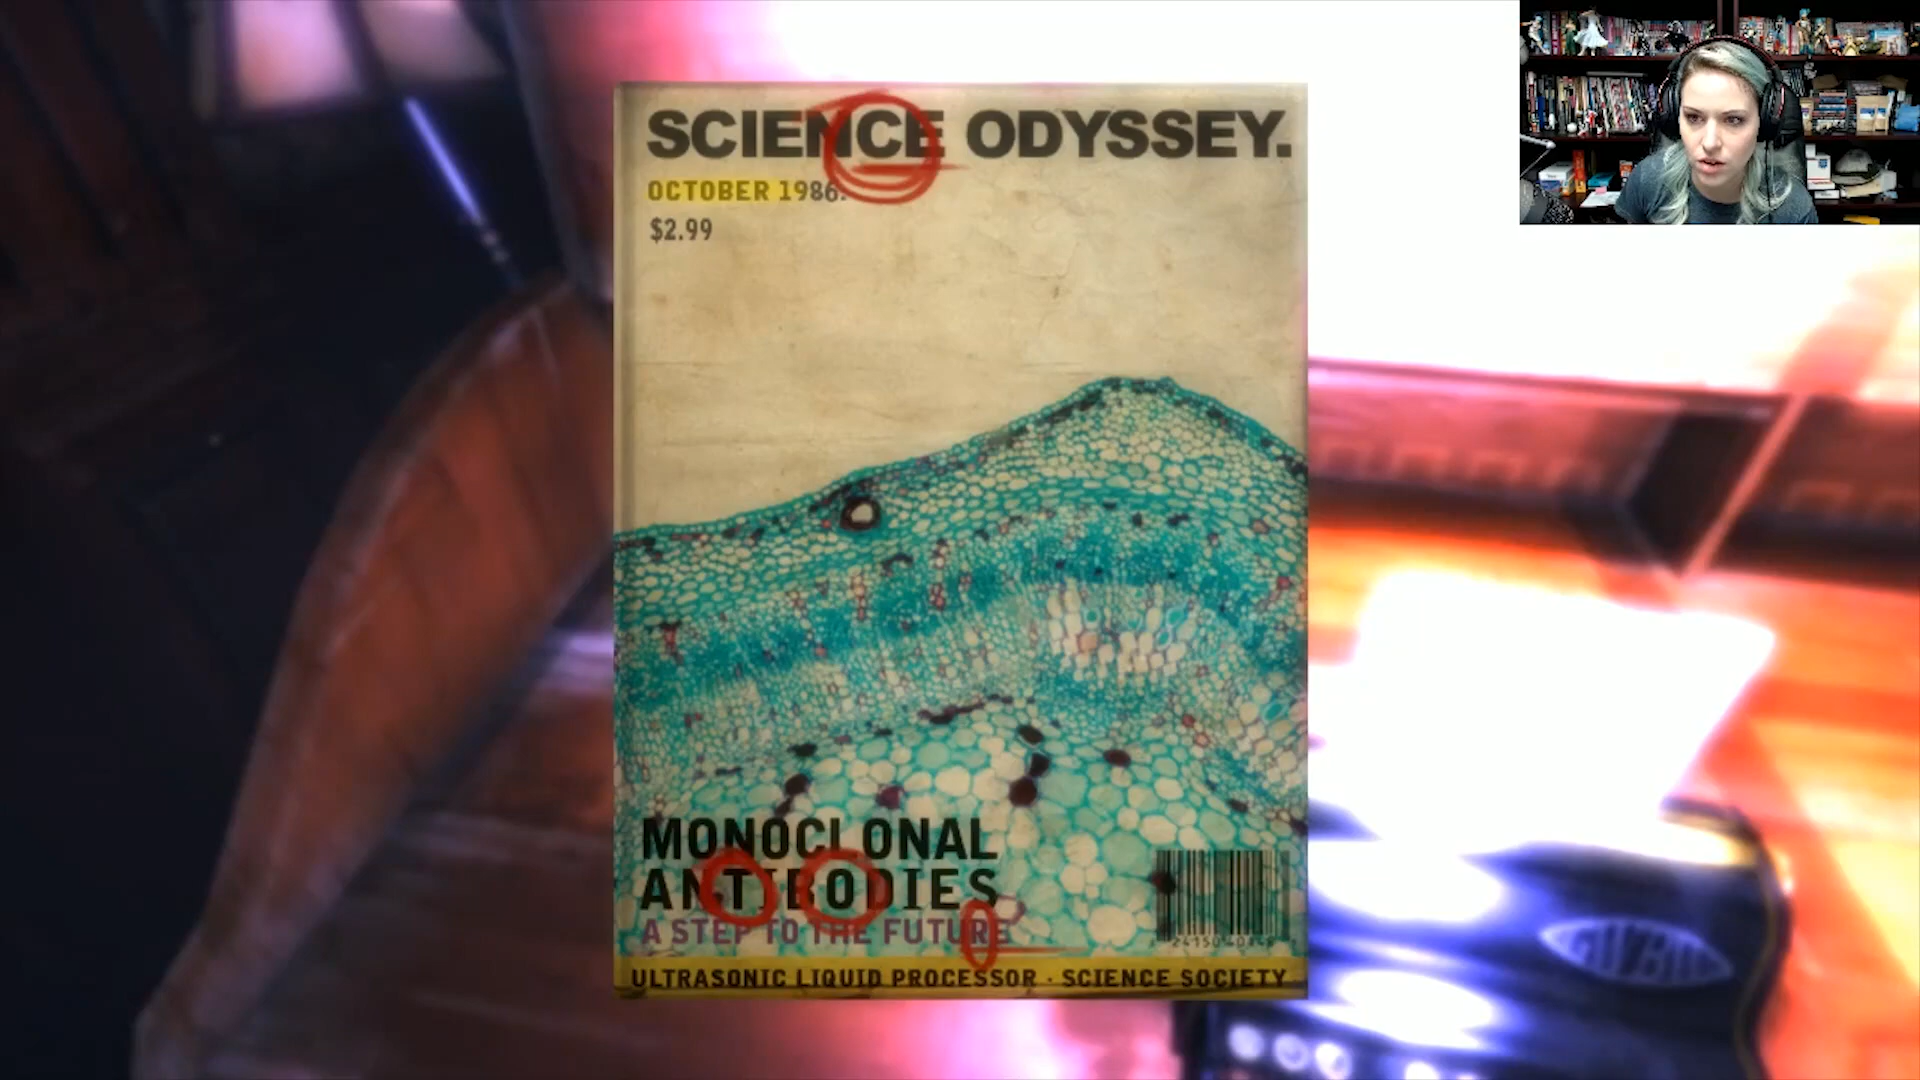 SCIENCE ODYSSEY.
OCTOBER 1986.
$2.99
MONOCLONAL
ANTIBODIES
A STEP TO THE FUTURE
ULTRASONIC LIQUID PROCESSOR · SCIENCE SOCIETY